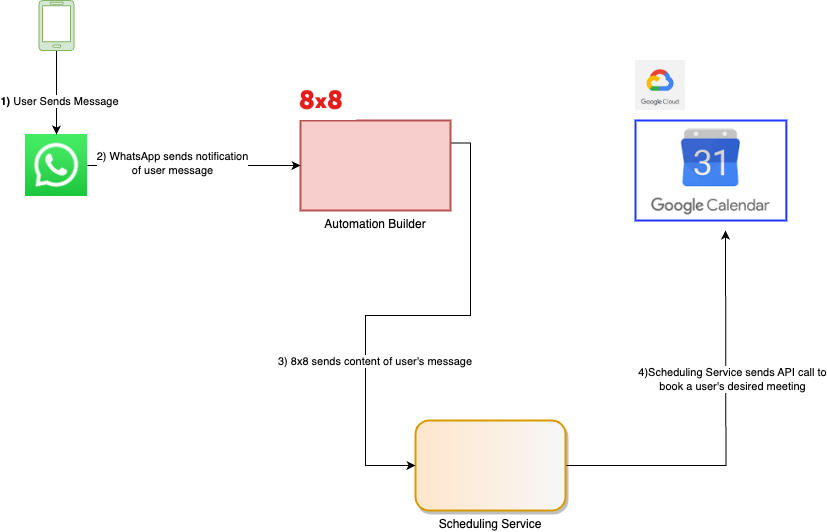 1) User Sends Message
8x8
Google Cloud
31
Google Calendar
2) WhatsApp sends notification
of user message
Automation Builder
3) 8x8 sends content of user's message
4)Scheduling Service sends API call to
book a user's desired meeting
Scheduling Service